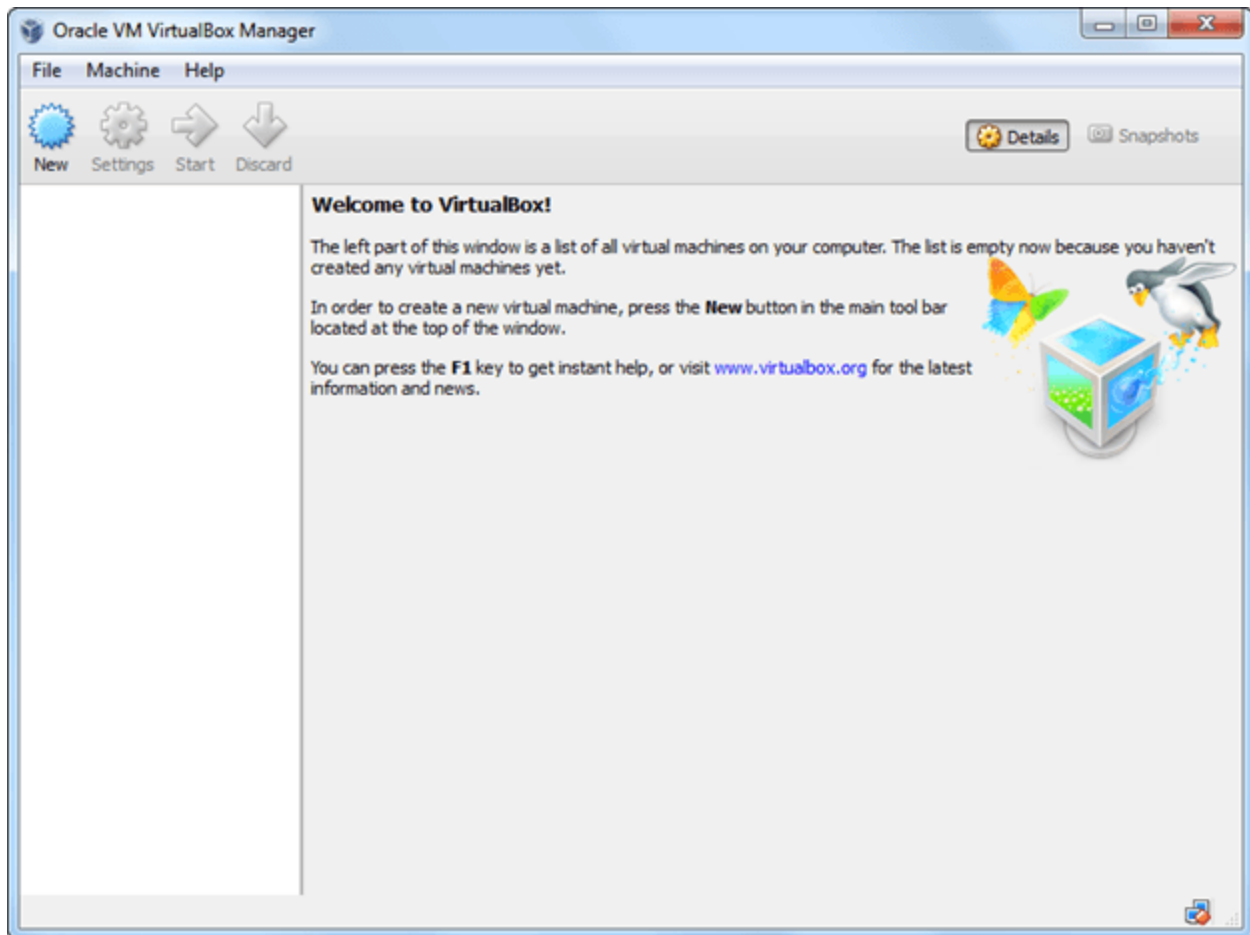 Oracle VM VirtualBox Manager
File Machine Help
New Settings Start Discard Details Snapshots
Welcome to VirtualBox!
The left part of this window is a list of all virtual machines on your computer. The list is empty now because you haven't
created any virtual machines yet.
In order to create a new virtual machine, press the New button in the main tool bar
located at the top of the window.
You can press the F1 key to get instant help, or visit www.virtualbox.org for the latest
information and news.